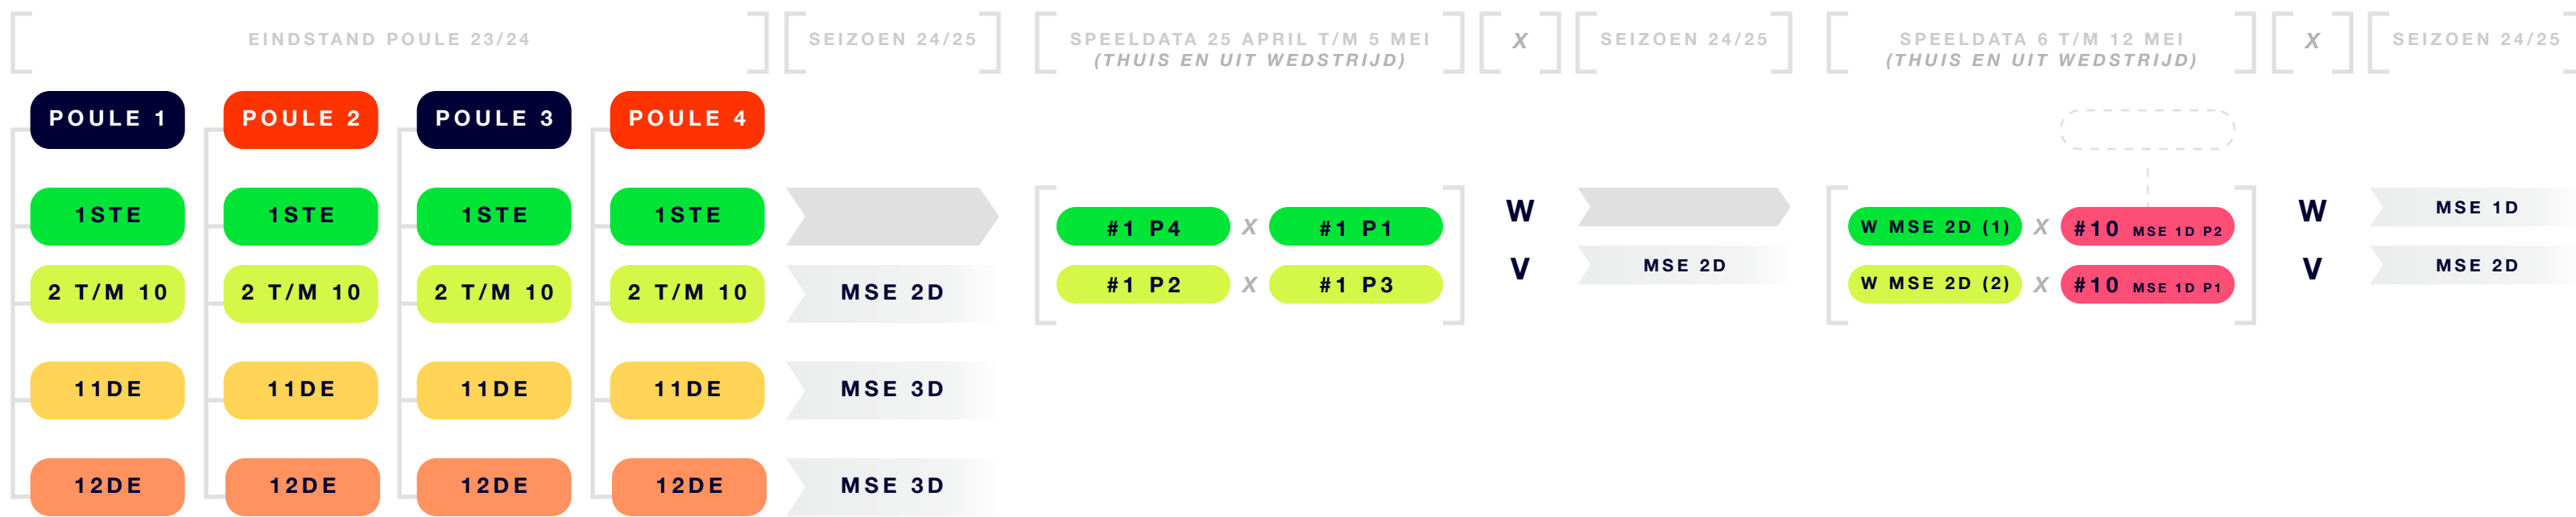 EINDSTAND POULE 23/24
SEIZOEN 24/25
SPEELDATA 25 APRIL T/M 5 MEI
(THUIS EN UIT WEDSTRIJD)
X
SEIZOEN 24/25
SPEELDATA 6 T/M 12 MEI
(THUIS EN UIT WEDSTRIJD)
X
SEIZOEN 24/25
POULE 1 POULE 2 POULE 3 POULE 4
1STE 1STE 1STE 1STE
2 T/M 10 2 T/M 10 2 T/M 10 2 T/M 10 MSE 2D
11DE 11DE 11DE 11DE MSE 3D
12DE 12DE 12DE 12DE MSE 3D
#1 P4 X #1 P1
#1 P2 X #1 P3
W
V MSE 2D
W MSE 2D (1) X #10 MSE 1D P2
W MSE 2D (2) X #10 MSE 1D P1
W MSE 1D
V MSE 2D